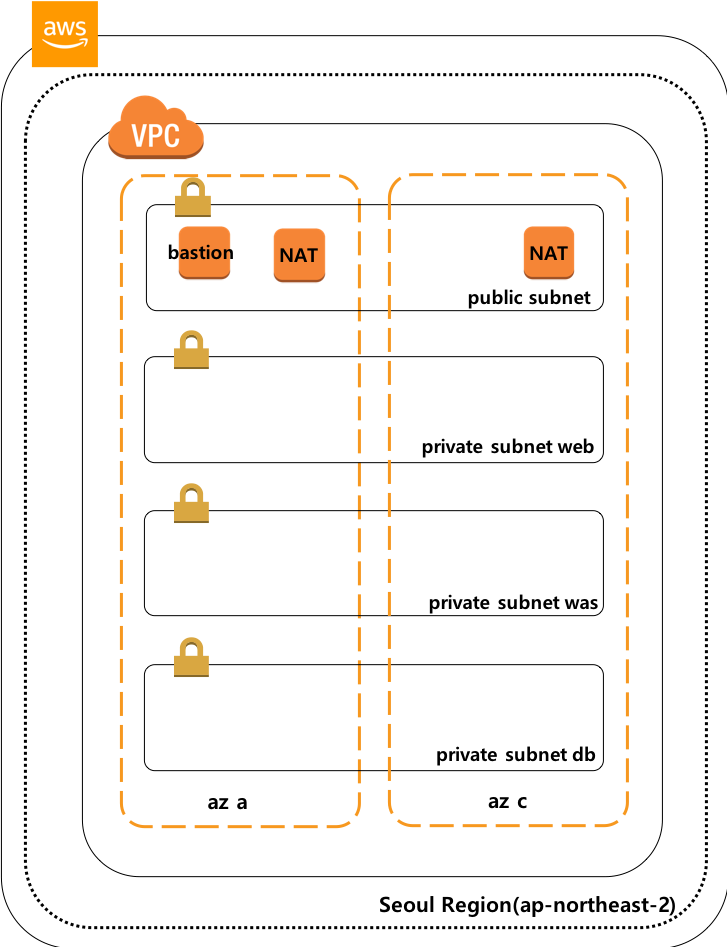 aws
VPC
bastion
NAT
NAT
public subnet
private subnet web
private subnet was
private subnet db
az a
az c
Seoul Region(ap-northeast-2)